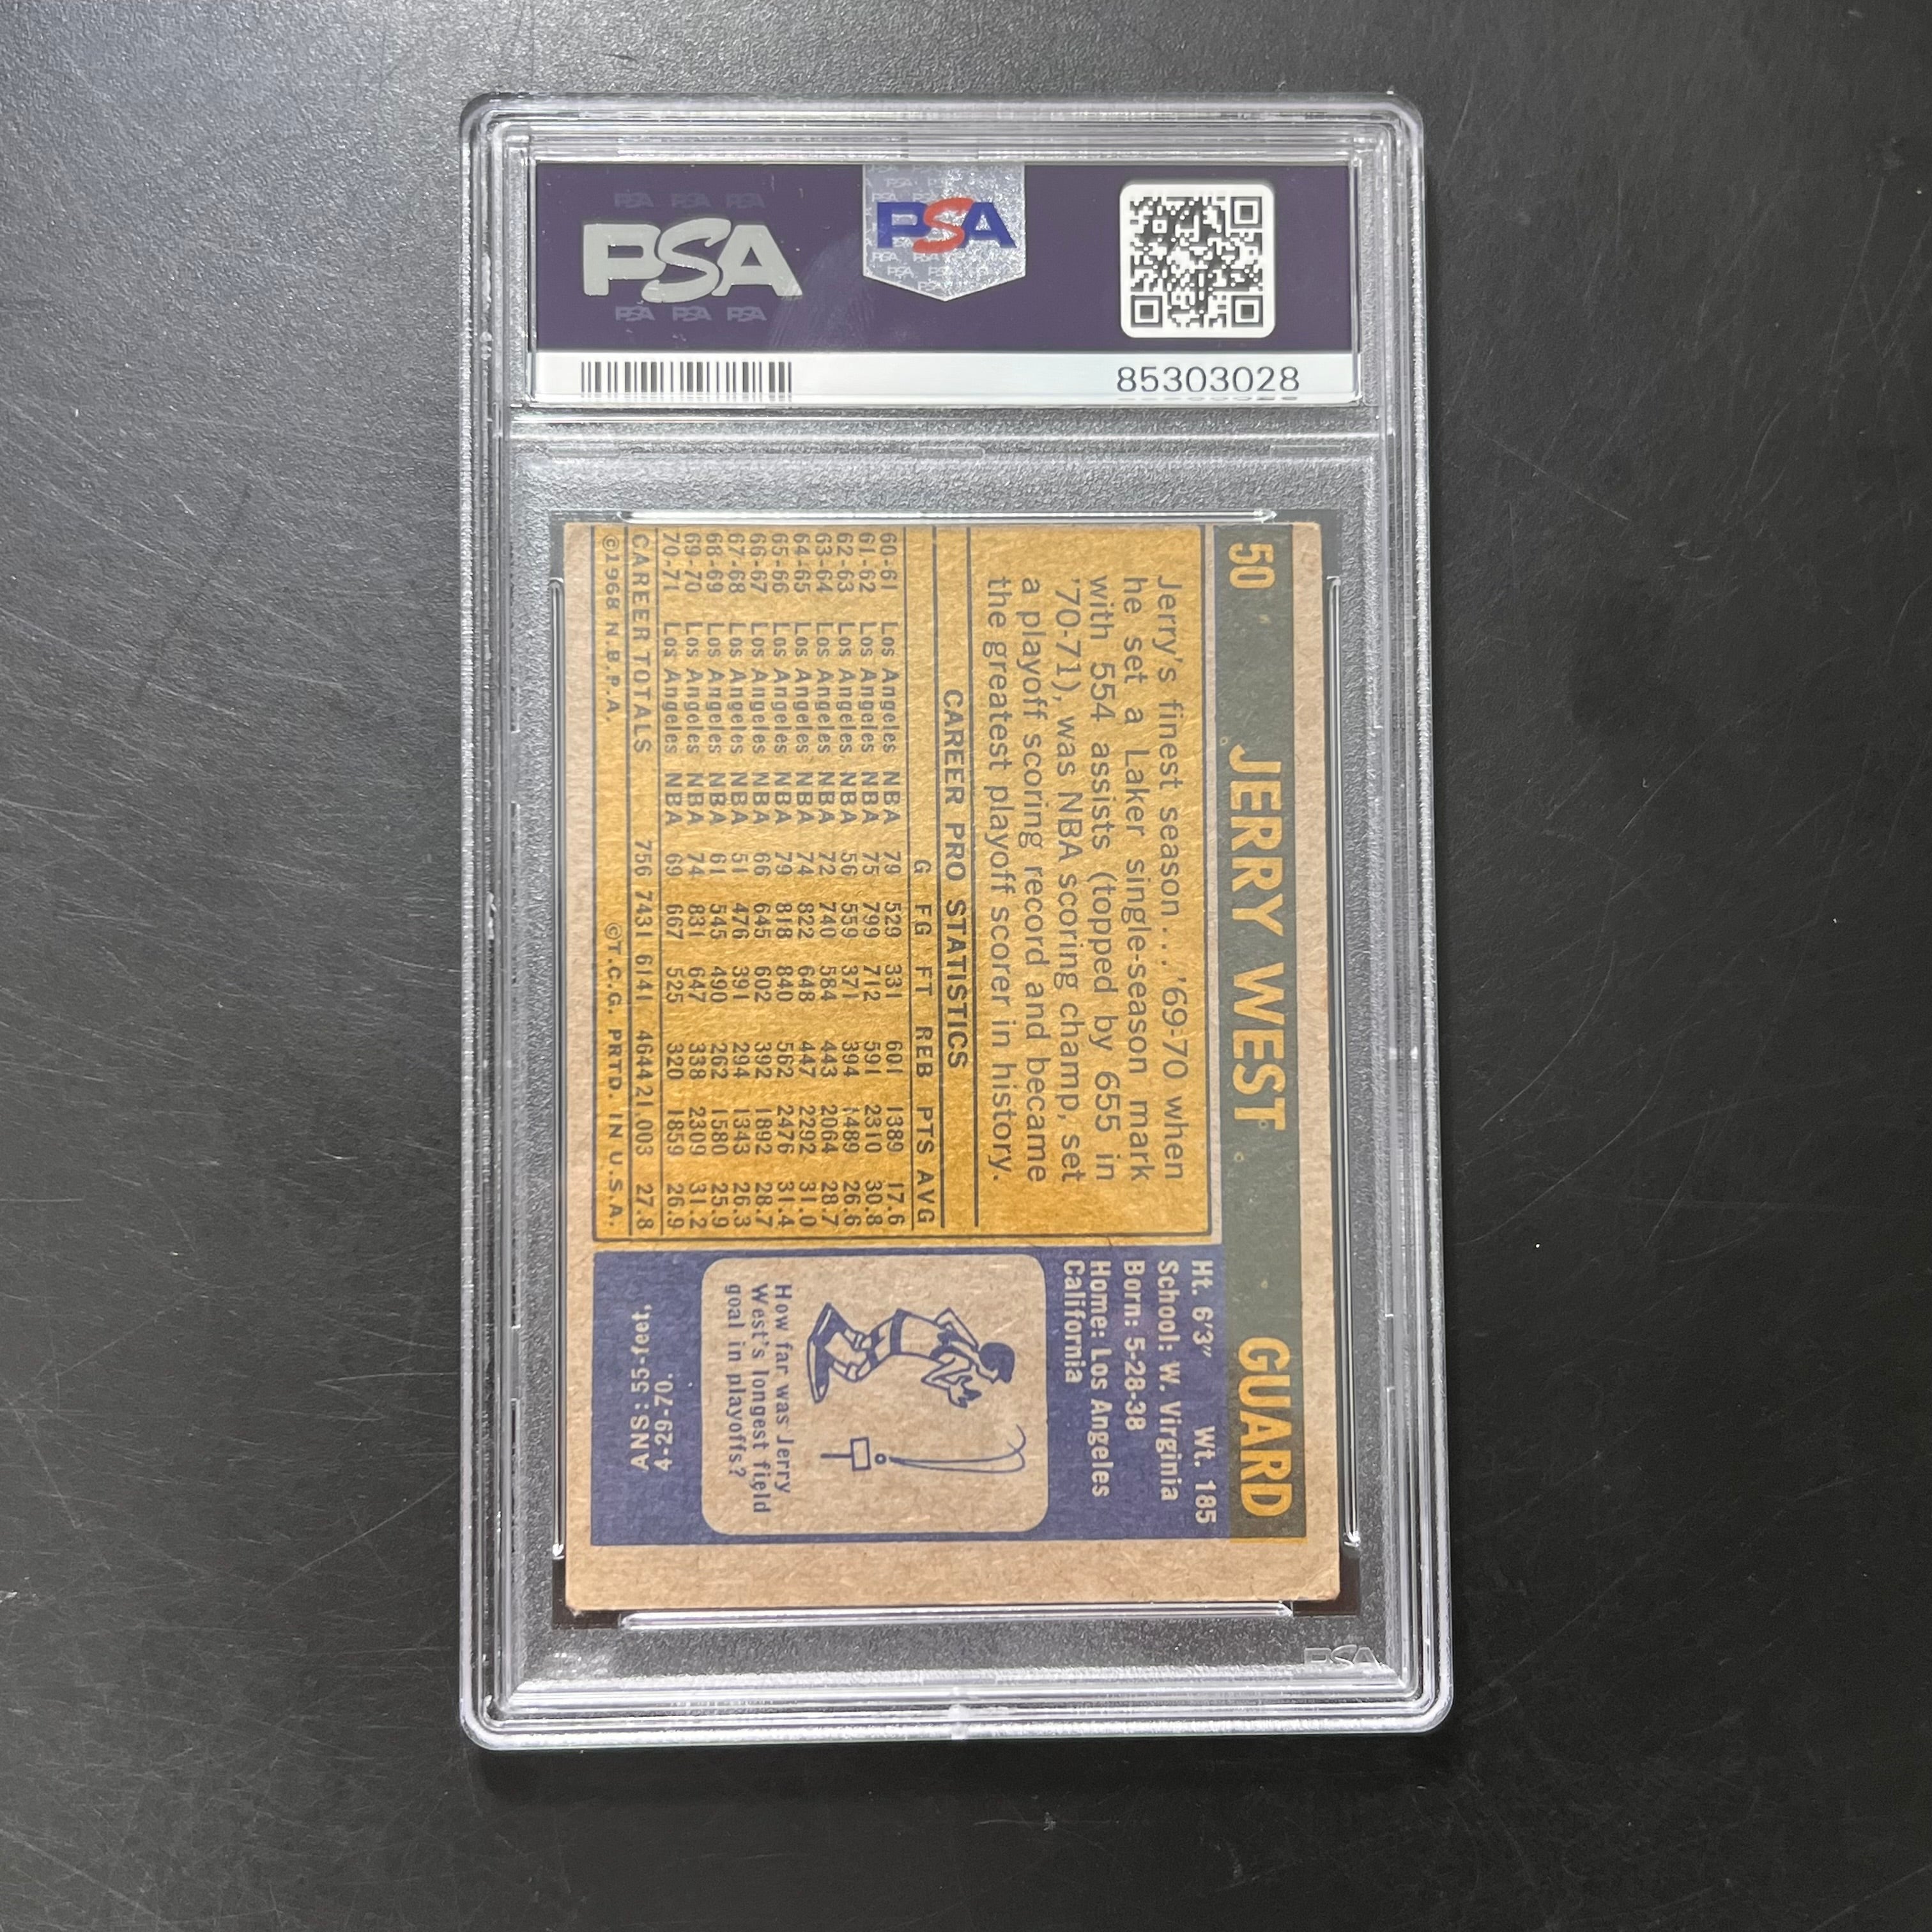 PSA PSA PSA
PSA
PSA PSA PSA
PSA
85303028
50 JERRY WEST GUARD
Jerry's finest season . . . '69-70 when
he set a Laker single-season mark
with 554 assists (topped by 655 in
'70-71), was NBA scoring champ, set
a playoff scoring record and became
the greatest playoff scorer in history.
CAREER PRO STATISTICS
G FG FT REB PTS AVG
60-61 Los Angeles NBA 79 529 331 601 1389 17.6
61-62 Los Angeles NBA 75 799 712 591 2310 30.8
62-63 Los Angeles NBA 56 559 371 394 1489 26.6
63-64 Los Angeles NBA 72 740 584 443 2064 28.7
64-65 Los Angeles NBA 74 822 648 447 2292 31.0
65-66 Los Angeles NBA 79 818 840 562 2476 31.4
66-67 Los Angeles NBA 66 645 602 392 1892 28.7
67-68 Los Angeles NBA 51 476 391 294 1343 26.3
68-69 Los Angeles NBA 61 545 490 262 1580 25.9
69-70 Los Angeles NBA 74 831 647 338 2309 31.2
70-71 Los Angeles NBA 69 667 525 320 1859 26.9
CAREER TOTALS 756 7431 6141 4644 21,003 27.8
©1968 N.B.P.A. ©T.C.G. PRTD. IN U.S.A.
Ht. 6'3" Wt. 185
School: W. Virginia
Born: 5-28-38
Home: Los Angeles
California
How far was Jerry
West's longest field
goal in playoffs?
ANS: 55-feet,
4-29-70.
PSA